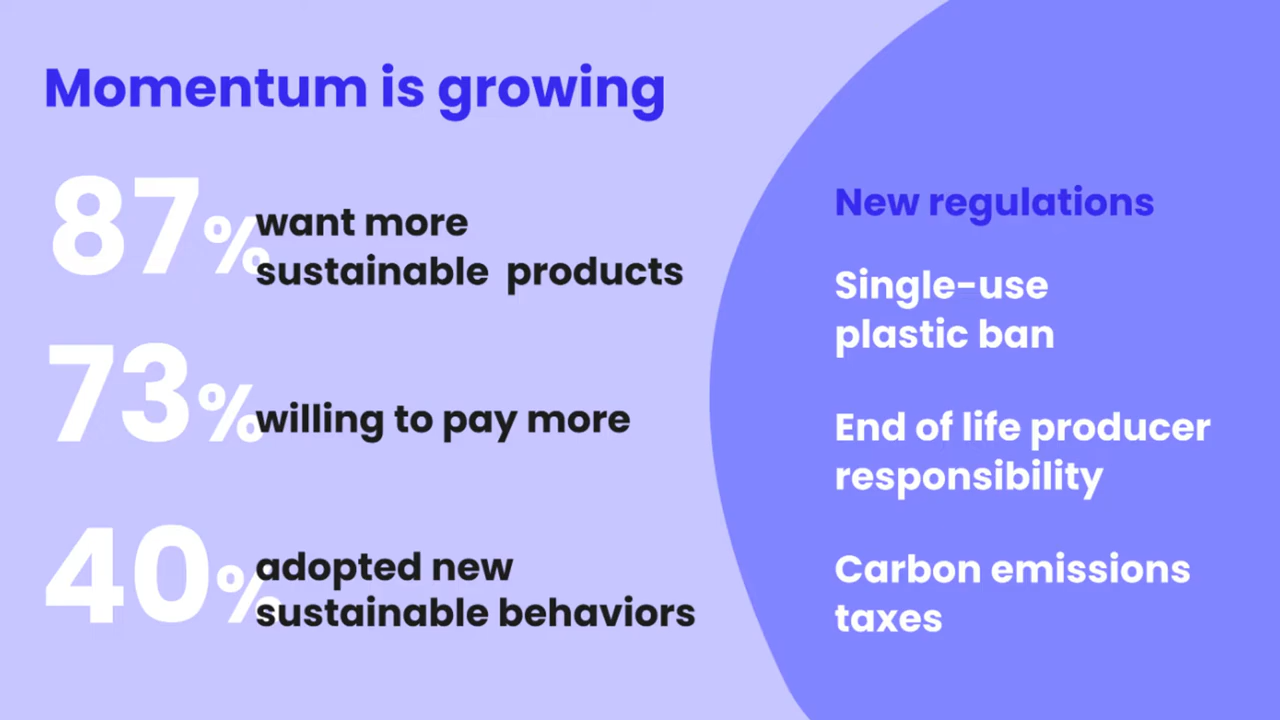 Momentum is growing
87% want more
sustainable products
73% willing to pay more
40% adopted new
sustainable behaviors
New regulations
Single-use
plastic ban
End of life producer
responsibility
Carbon emissions
taxes